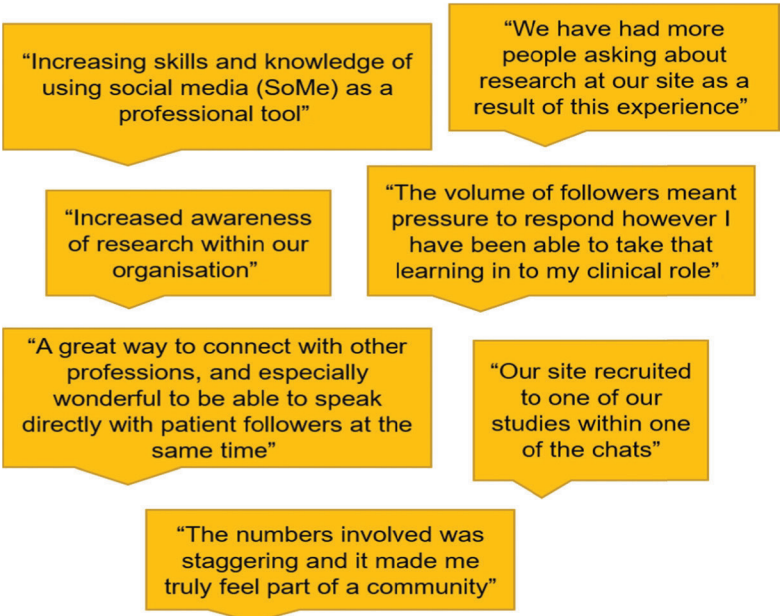 “Increasing skills and knowledge of
using social media (SoMe) as a
professional tool”
“We have had more
people asking about
research at our site as a
result of this experience”
“Increased awareness
of research within our
organisation”
“The volume of followers meant
pressure to respond however I
have been able to take that
learning in to my clinical role”
“A great way to connect with other
professions, and especially
wonderful to be able to speak
directly with patient followers at the
same time”
“Our site recruited
to one of our
studies within one
of the chats”
“The numbers involved was
staggering and it made me
truly feel part of a community”